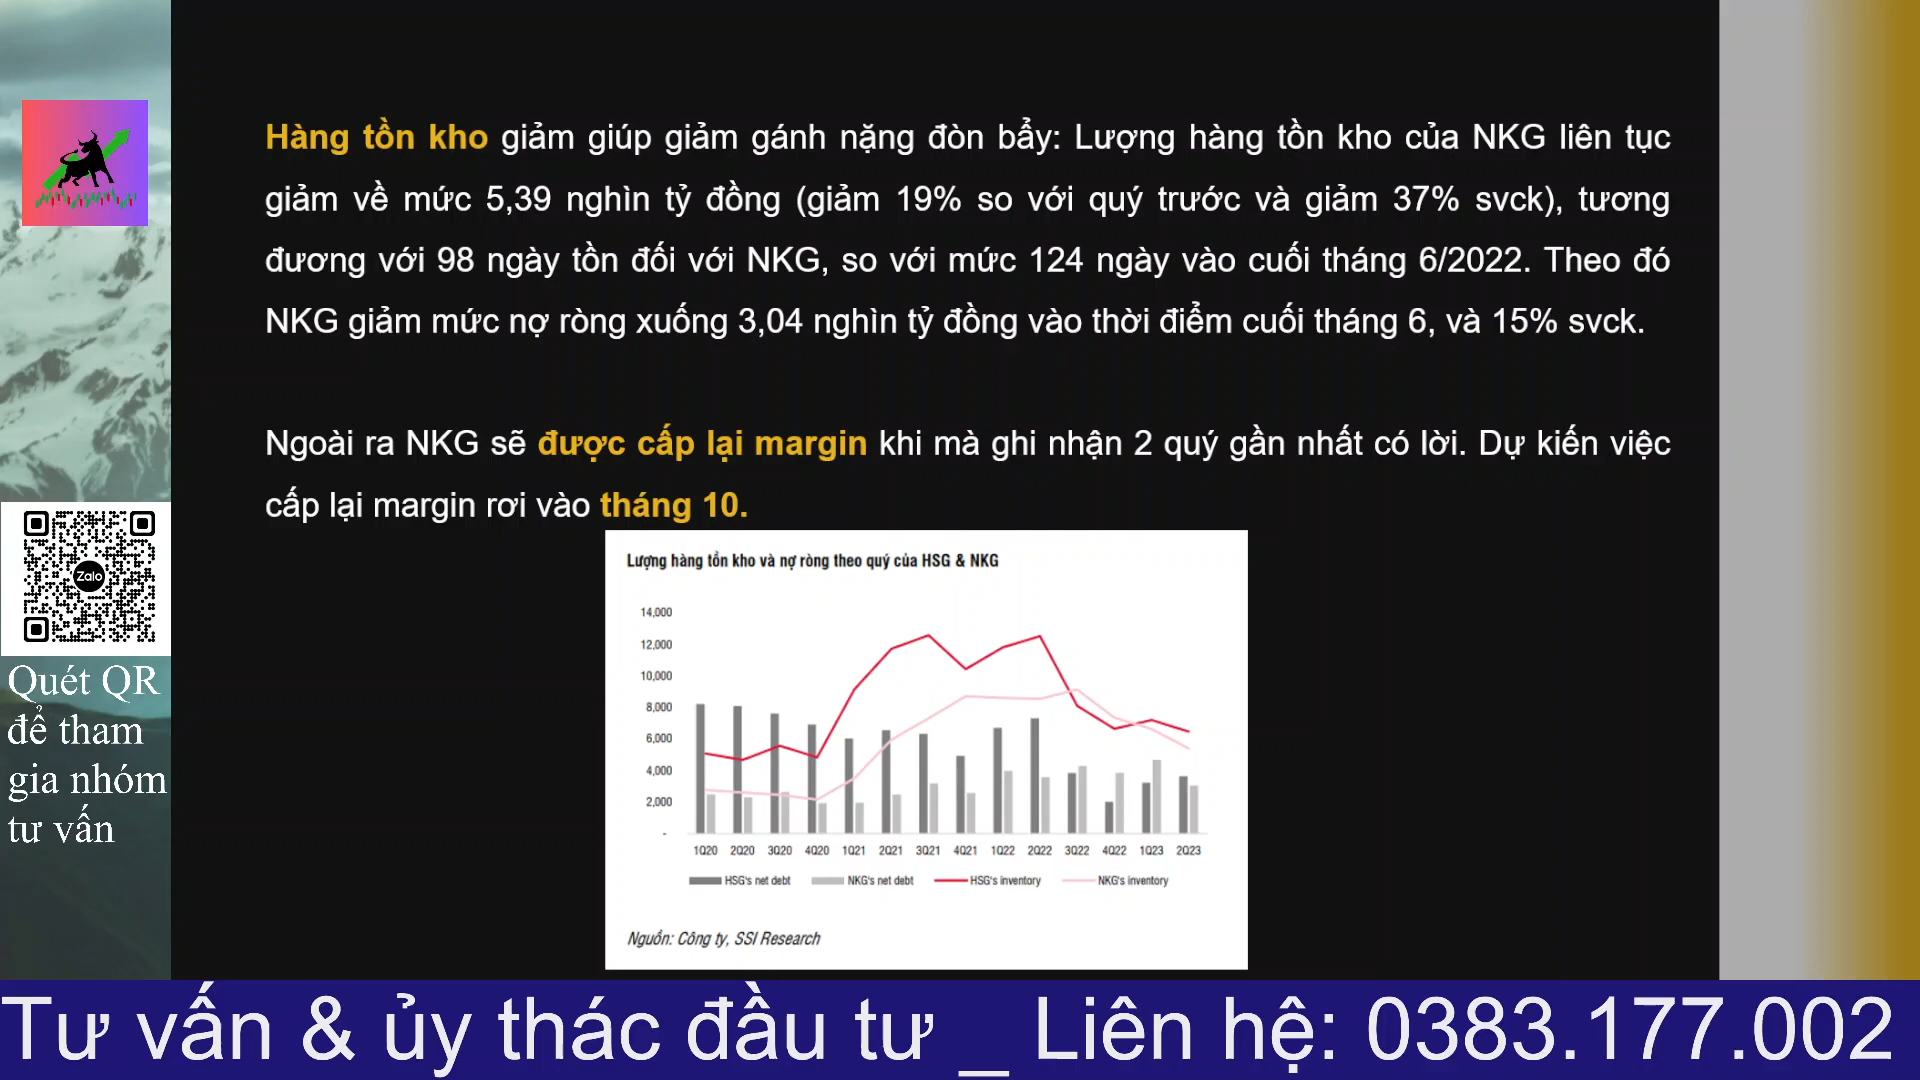 Hàng tồn kho giảm giúp giảm gánh nặng đòn bẩy: Lượng hàng tồn kho của NKG liên tục
giảm về mức 5,39 nghìn tỷ đồng (giảm 19% so với quý trước và giảm 37% svck), tương
đương với 98 ngày tồn đối với NKG, so với mức 124 ngày vào cuối tháng 6/2022. Theo đó
NKG giảm mức nợ ròng xuống 3,04 nghìn tỷ đồng vào thời điểm cuối tháng 6, và 15% svck.
Ngoài ra NKG sẽ được cấp lại margin khi mà ghi nhận 2 quý gần nhất có lời. Dự kiến việc
cấp lại margin rơi vào tháng 10.
Zalo
Quét QR
để tham
gia nhóm
tư vấn
Lượng hàng tồn kho và nợ ròng theo quý của HSG & NKG
14,000
12,000
10,000
8,000
6,000
4,000
2,000
-
1Q20 2Q20 3Q20 4Q20 1Q21 2Q21 3Q21 4Q21 1Q22 2Q22 3Q22 4Q22 1Q23 2Q23
HSG's net debt NKG's net debt HSG's inventory NKG's inventory
Nguồn: Công ty, SSI Research
Tư vấn & ủy thác đầu tư _ Liên hệ: 0383.177.002